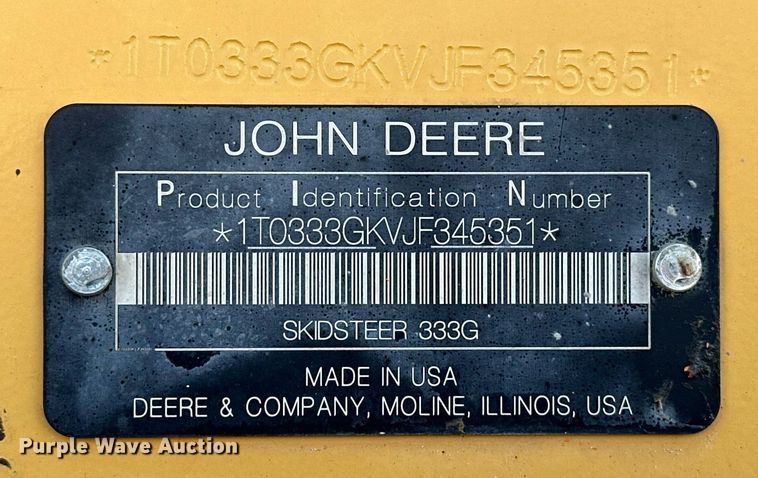 *1T0333GKVJF345351*
JOHN DEERE
Product Identification Number
*1T0333GKVJF345351*
SKIDSTEER 333G
MADE IN USA
DEERE & COMPANY, MOLINE, ILLINOIS, USA
Purple Wave Auction